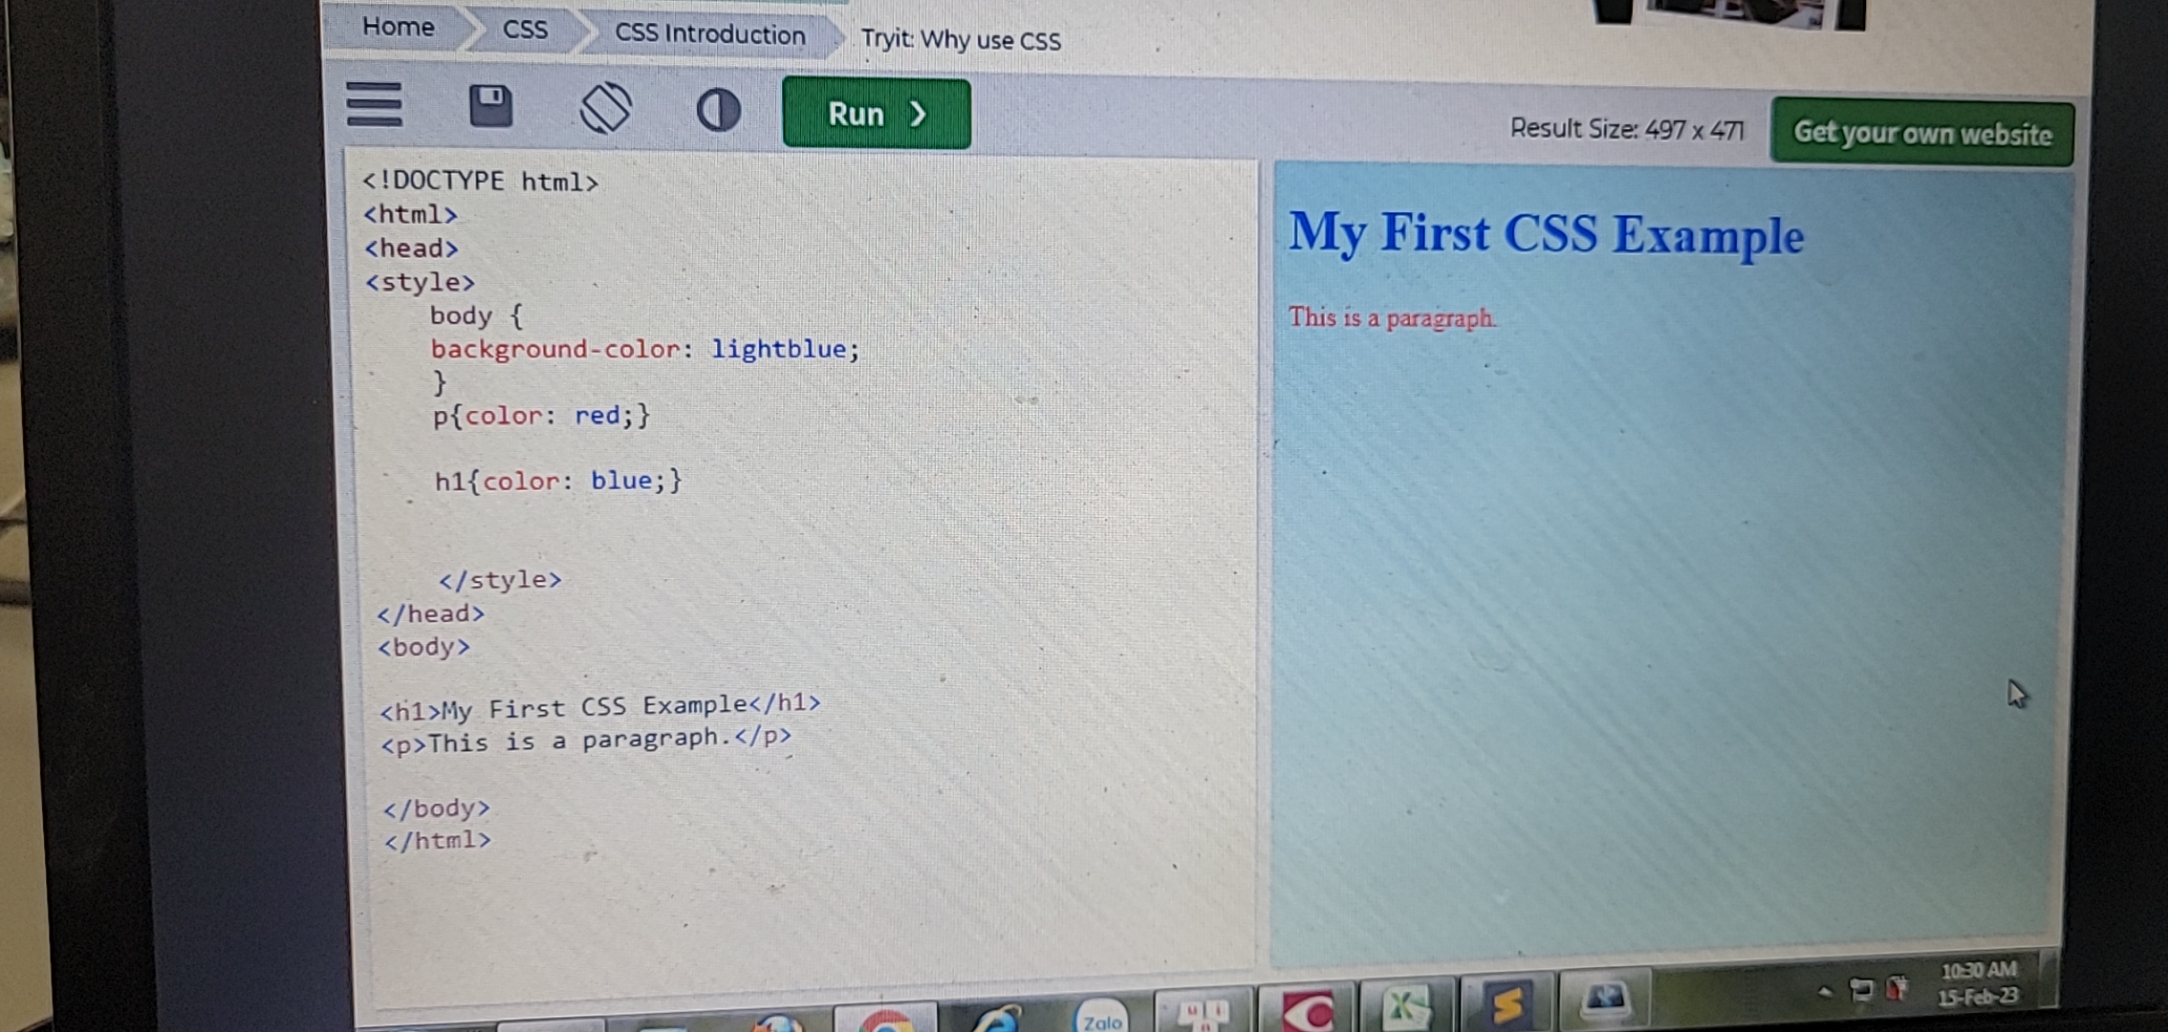 Home CSS CSS Introduction Tryit: Why use CSS
Run ❯
Result Size: 497 x 471
Get your own website
<!DOCTYPE html>
<html>
<head>
<style>
body {
background-color: lightblue;
}
p{color: red;}
h1{color: blue;}
</style>
</head>
<body>
<h1>My First CSS Example</h1>
<p>This is a paragraph.</p>
</body>
</html>
My First CSS Example
This is a paragraph.
Zalo
10:30 AM
15-Feb-23